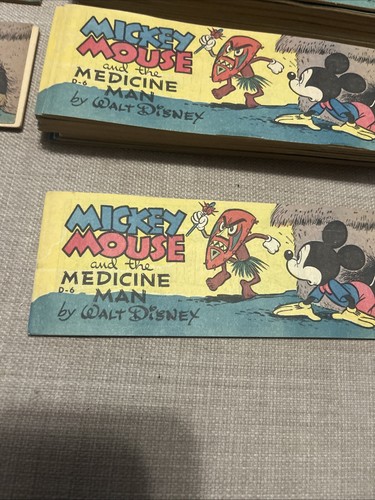 MICKEY
MOUSE
and the
MEDICINE
D-6
MAN
by WALT DISNEY
MICKEY
MOUSE
and the
MEDICINE
D-6
MAN
by WALT DISNEY